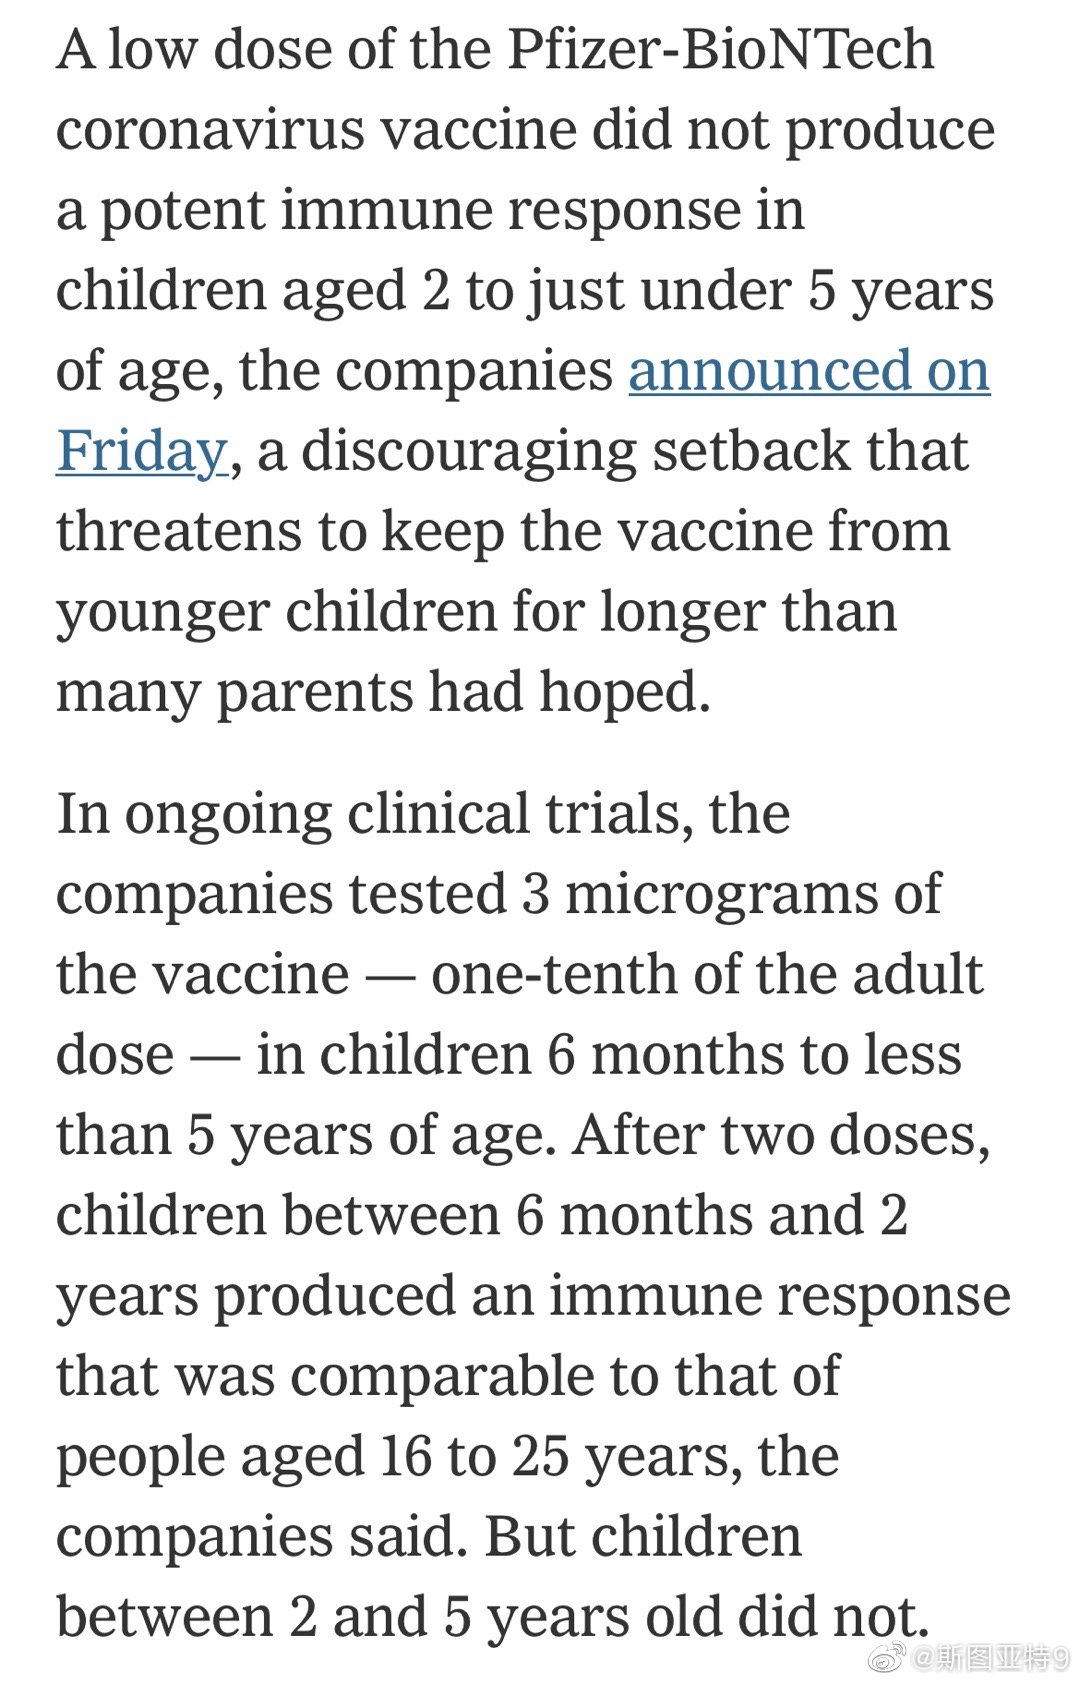 A low dose of the Pfizer-BioNTech
coronavirus vaccine did not produce
a potent immune response in
children aged 2 to just under 5 years
of age, the companies announced on
Friday, a discouraging setback that
threatens to keep the vaccine from
younger children for longer than
many parents had hoped.
In ongoing clinical trials, the
companies tested 3 micrograms of
the vaccine — one-tenth of the adult
dose — in children 6 months to less
than 5 years of age. After two doses,
children between 6 months and 2
years produced an immune response
that was comparable to that of
people aged 16 to 25 years, the
companies said. But children
between 2 and 5 years old did not.
@斯图亚特9